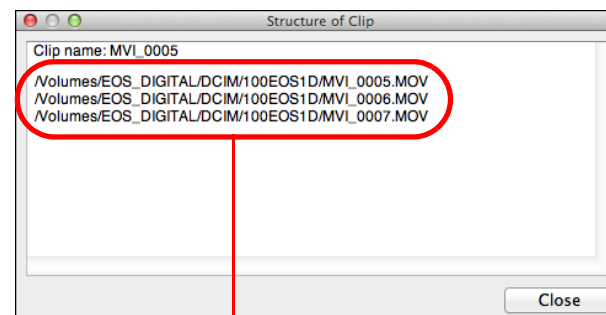 Structure of Clip
Clip name: MVI_0005
/Volumes/EOS_DIGITAL/DCIM/100EOS1D/MVI_0005.MOV
/Volumes/EOS_DIGITAL/DCIM/100EOS1D/MVI_0006.MOV
/Volumes/EOS_DIGITAL/DCIM/100EOS1D/MVI_0007.MOV
Close